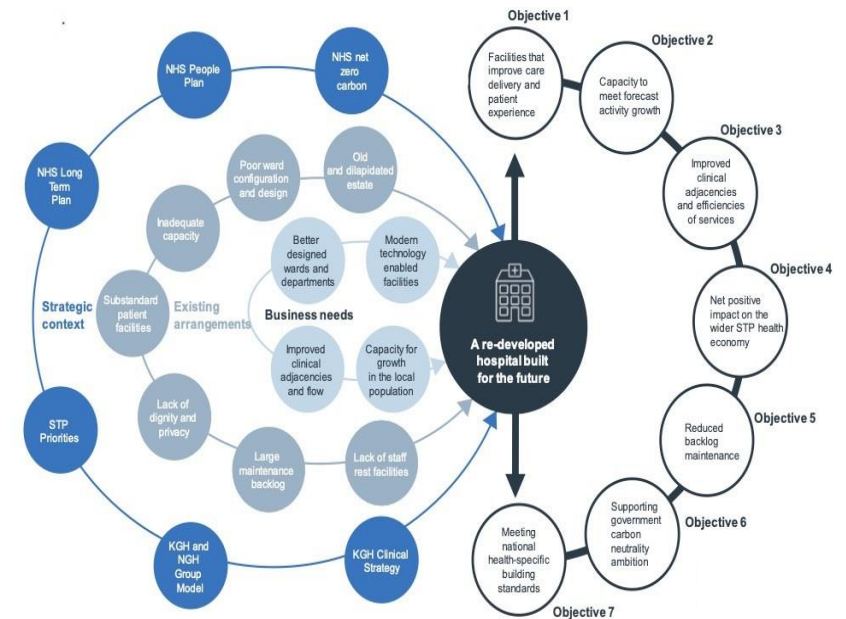 Objective 1
Facilities that
improve care
delivery and
patient
experience
Objective 2
Capacity to
meet forecast
activity growth
Objective 3
Improved
clinical
adjacencies
and efficiencies
of services
Objective 4
Net positive
impact on the
wider STP health
economy
Objective 5
Reduced
backlog
maintenance
Objective 6
Supporting
government
carbon
neutrality
ambition
Objective 7
Meeting
national
health-specific
building
standards
NHS net
zero
carbon
NHS People
Plan
NHS Long
Term
Plan
Strategic
context
STP
Priorities
KGH and
NGH
Group
Model
KGH Clinical
Strategy
Old
and dilapidated
estate
Poor ward
configuration
and design
Inadequate
capacity
Substandard
patient
facilities
Existing
arrangements
Lack of
dignity and
privacy
Large
maintenance
backlog
Lack of staff
rest facilities
Better
designed
wards and
departments
Modern
technology
enabled
facilities
Business needs
Improved
clinical
adjacencies
and flow
Capacity for
growth
in the local
population
A re-developed
hospital built
for the future